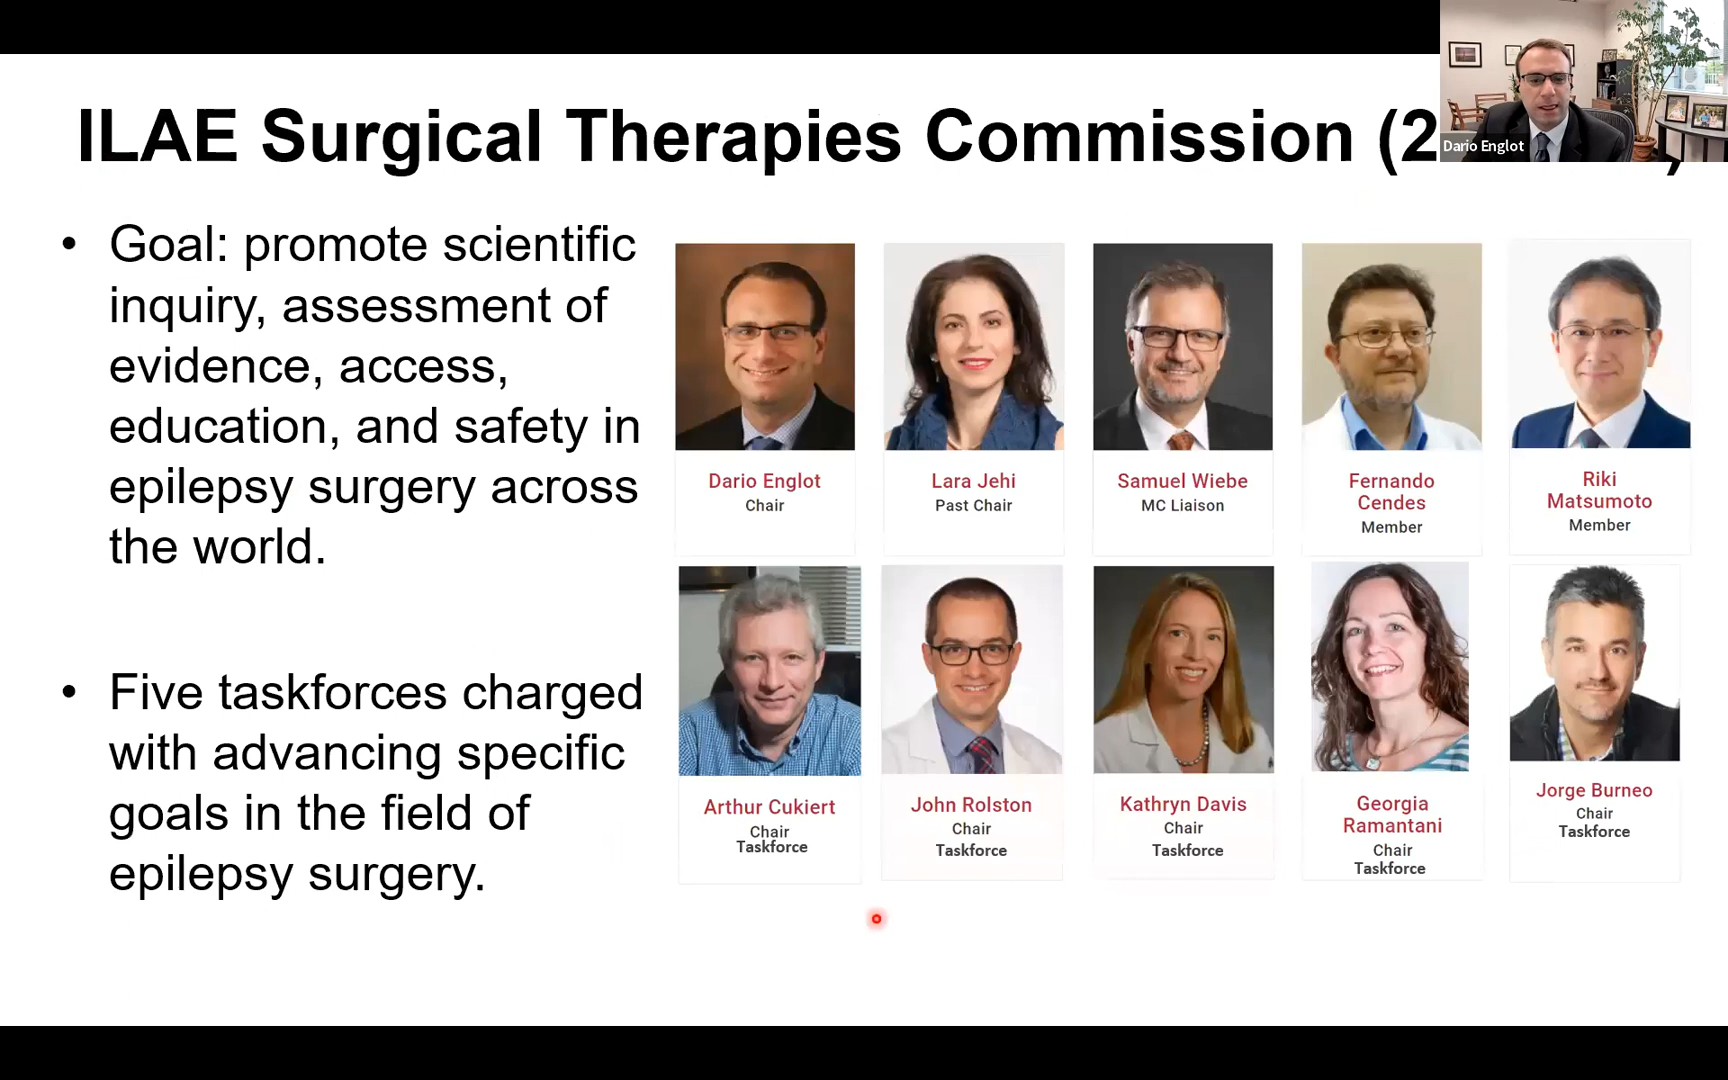 ILAE Surgical Therapies Commission (2
Dario Englot
• Goal: promote scientific
inquiry, assessment of
evidence, access,
education, and safety in
epilepsy surgery across
the world.
• Five taskforces charged
with advancing specific
goals in the field of
epilepsy surgery.
Dario Englot
Chair
Lara Jehi
Past Chair
Samuel Wiebe
MC Liaison
Fernando
Cendes
Member
Riki
Matsumoto
Member
Arthur Cukiert
Chair
Taskforce
John Rolston
Chair
Taskforce
Kathryn Davis
Chair
Taskforce
Georgia
Ramantani
Chair
Taskforce
Jorge Burneo
Chair
Taskforce